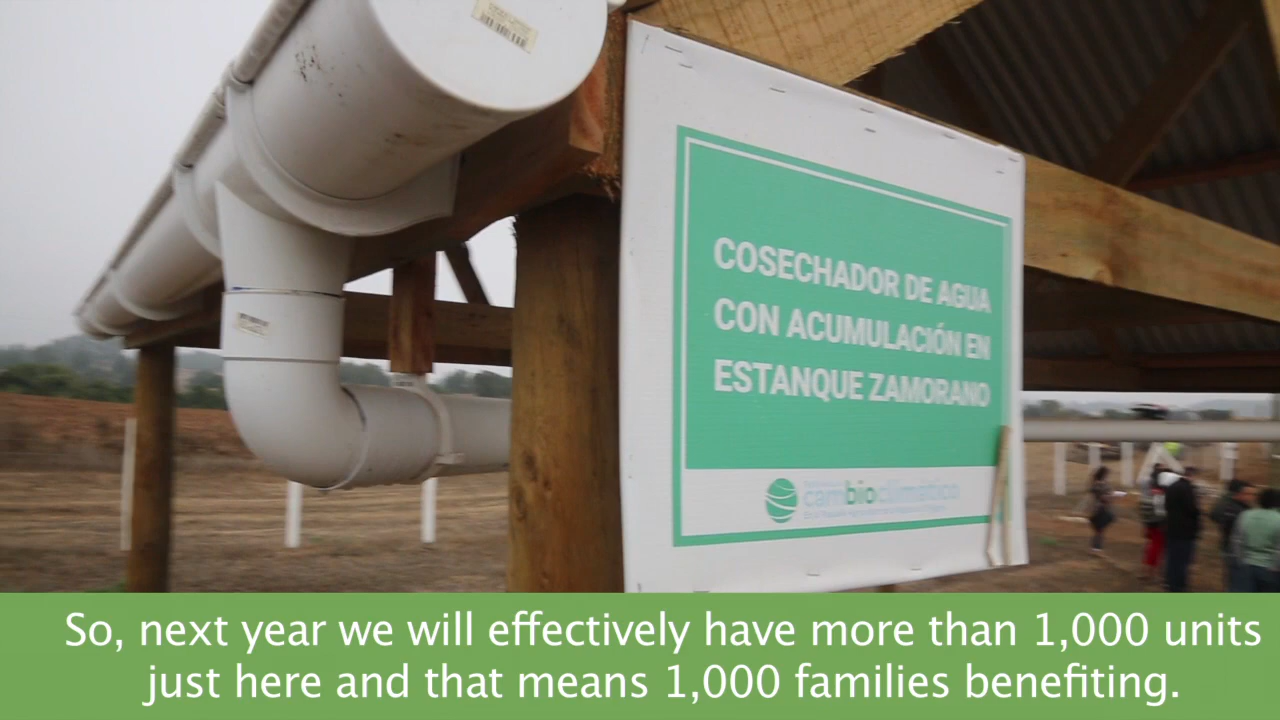 COSECHADOR DE AGUA
CON ACUMULACIÓN EN
ESTANQUE ZAMORANO
cambioclimatico
So, next year we will effectively have more than 1,000 units
just here and that means 1,000 families benefiting.